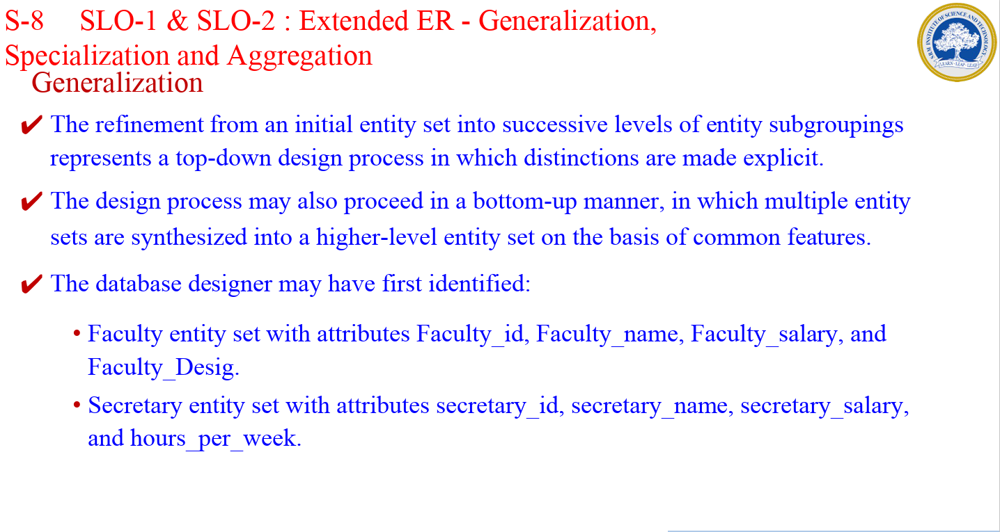 S-8 SLO-1 & SLO-2 : Extended ER - Generalization,
Specialization and Aggregation
SRM INSTITUTE OF SCIENCE AND TECHNOLOGY
LEARN - LEAP - LEAD
Generalization
✔ The refinement from an initial entity set into successive levels of entity subgroupings
represents a top-down design process in which distinctions are made explicit.
✔ The design process may also proceed in a bottom-up manner, in which multiple entity
sets are synthesized into a higher-level entity set on the basis of common features.
✔ The database designer may have first identified:
• Faculty entity set with attributes Faculty_id, Faculty_name, Faculty_salary, and
Faculty_Desig.
• Secretary entity set with attributes secretary_id, secretary_name, secretary_salary,
and hours_per_week.